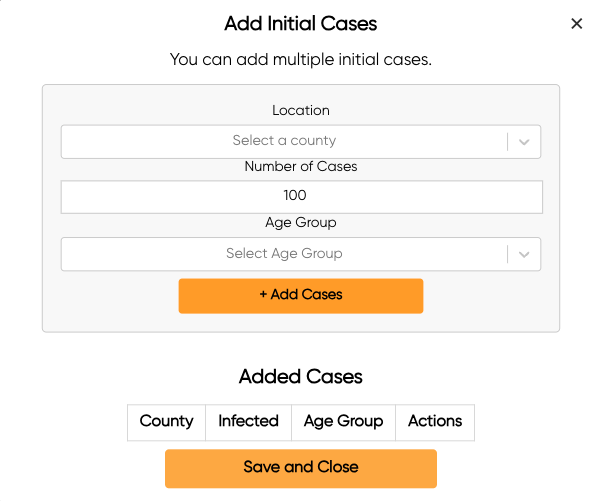 Add Initial Cases
×
You can add multiple initial cases.
Location
Select a county
Number of Cases
100
Age Group
Select Age Group
+ Add Cases
Added Cases
County Infected Age Group Actions
Save and Close